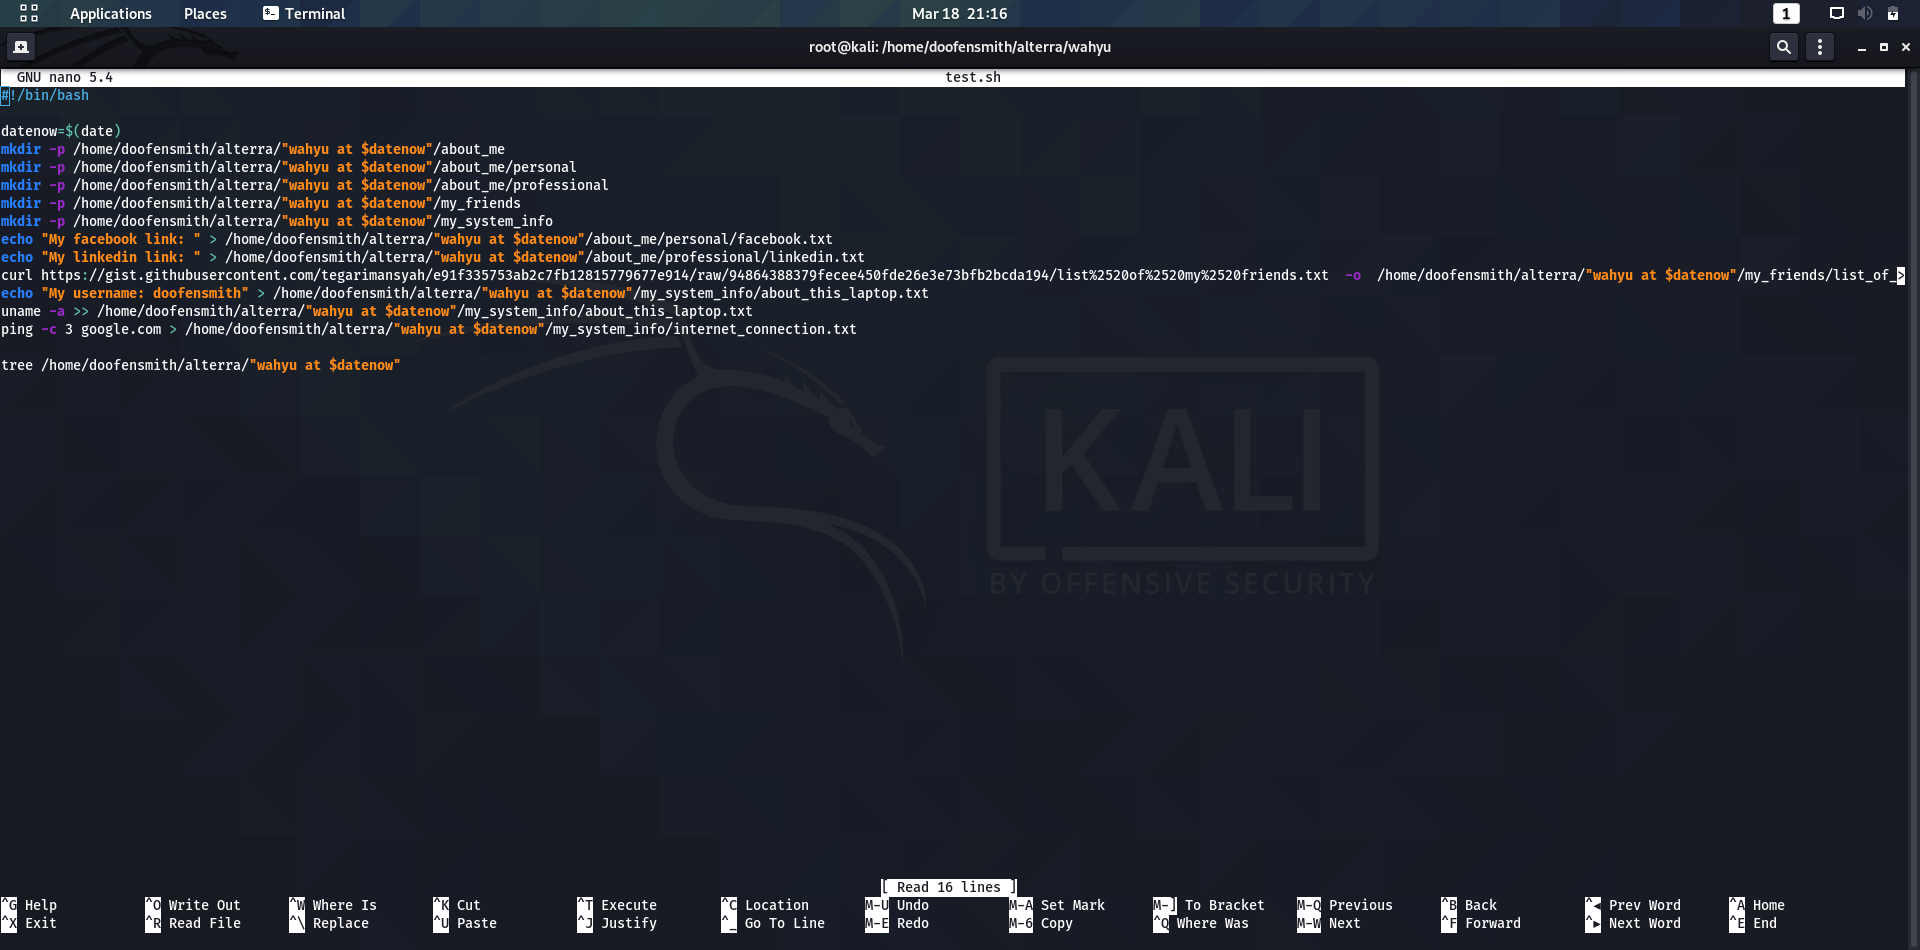 Applications Places Terminal Mar 18 21:16 1
root@kali: /home/doofensmith/alterra/wahyu
GNU nano 5.4 test.sh
#!/bin/bash
datenow=$(date)
mkdir -p /home/doofensmith/alterra/"wahyu at $datenow"/about_me
mkdir -p /home/doofensmith/alterra/"wahyu at $datenow"/about_me/personal
mkdir -p /home/doofensmith/alterra/"wahyu at $datenow"/about_me/professional
mkdir -p /home/doofensmith/alterra/"wahyu at $datenow"/my_friends
mkdir -p /home/doofensmith/alterra/"wahyu at $datenow"/my_system_info
echo "My facebook link: " > /home/doofensmith/alterra/"wahyu at $datenow"/about_me/personal/facebook.txt
echo "My linkedin link: " > /home/doofensmith/alterra/"wahyu at $datenow"/about_me/professional/linkedin.txt
curl https://gist.githubusercontent.com/tegarimansyah/e91f335753ab2c7fb12815779677e914/raw/94864388379fecee450fde26e3e73bfb2bcda194/list%2520of%2520my%2520friends.txt  -o  /home/doofensmith/alterra/"wahyu at $datenow"/my_friends/list_of_>
echo "My username: doofensmith" > /home/doofensmith/alterra/"wahyu at $datenow"/my_system_info/about_this_laptop.txt
uname -a >> /home/doofensmith/alterra/"wahyu at $datenow"/my_system_info/about_this_laptop.txt
ping -c 3 google.com > /home/doofensmith/alterra/"wahyu at $datenow"/my_system_info/internet_connection.txt
tree /home/doofensmith/alterra/"wahyu at $datenow"
KALI
BY OFFENSIVE SECURITY
[ Read 16 lines ]
^G Help ^O Write Out ^W Where Is ^K Cut ^T Execute ^C Location M-U Undo M-A Set Mark M-] To Bracket M-Q Previous ^B Back ^◂ Prev Word ^A Home
^X Exit ^R Read File ^\ Replace ^U Paste ^J Justify ^_ Go To Line M-E Redo M-6 Copy ^Q Where Was M-W Next ^F Forward ^▸ Next Word ^E End